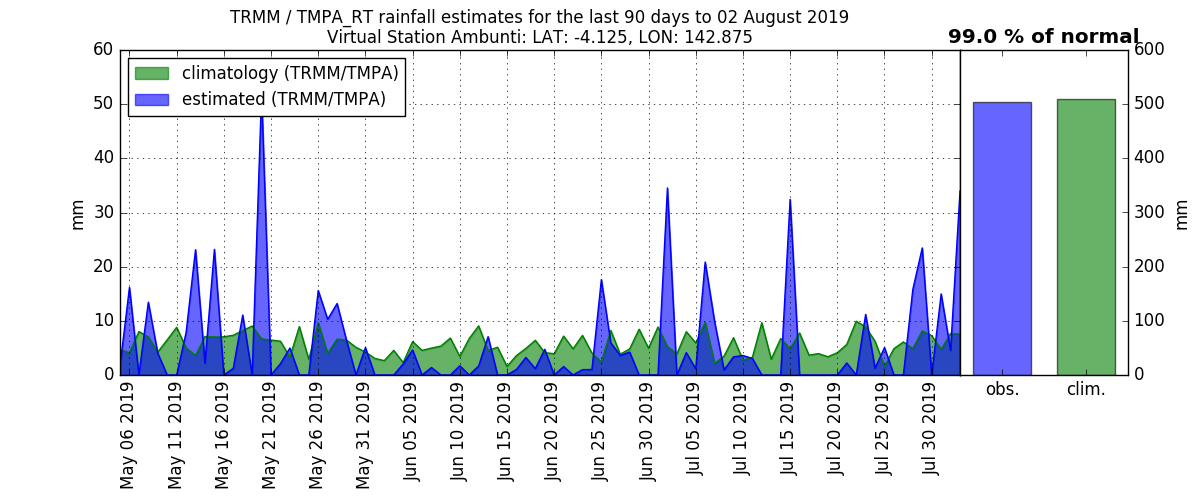 TRMM / TMPA_RT rainfall estimates for the last 90 days to 02 August 2019
Virtual Station Ambunti: LAT: -4.125, LON: 142.875
99.0 % of normal
climatology (TRMM/TMPA)
estimated (TRMM/TMPA)
mm
60
50
40
30
20
10
0
May 06 2019
May 11 2019
May 16 2019
May 21 2019
May 26 2019
May 31 2019
Jun 05 2019
Jun 10 2019
Jun 15 2019
Jun 20 2019
Jun 25 2019
Jun 30 2019
Jul 05 2019
Jul 10 2019
Jul 15 2019
Jul 20 2019
Jul 25 2019
Jul 30 2019
obs.
clim.
600
500
400
300
200
100
0
mm